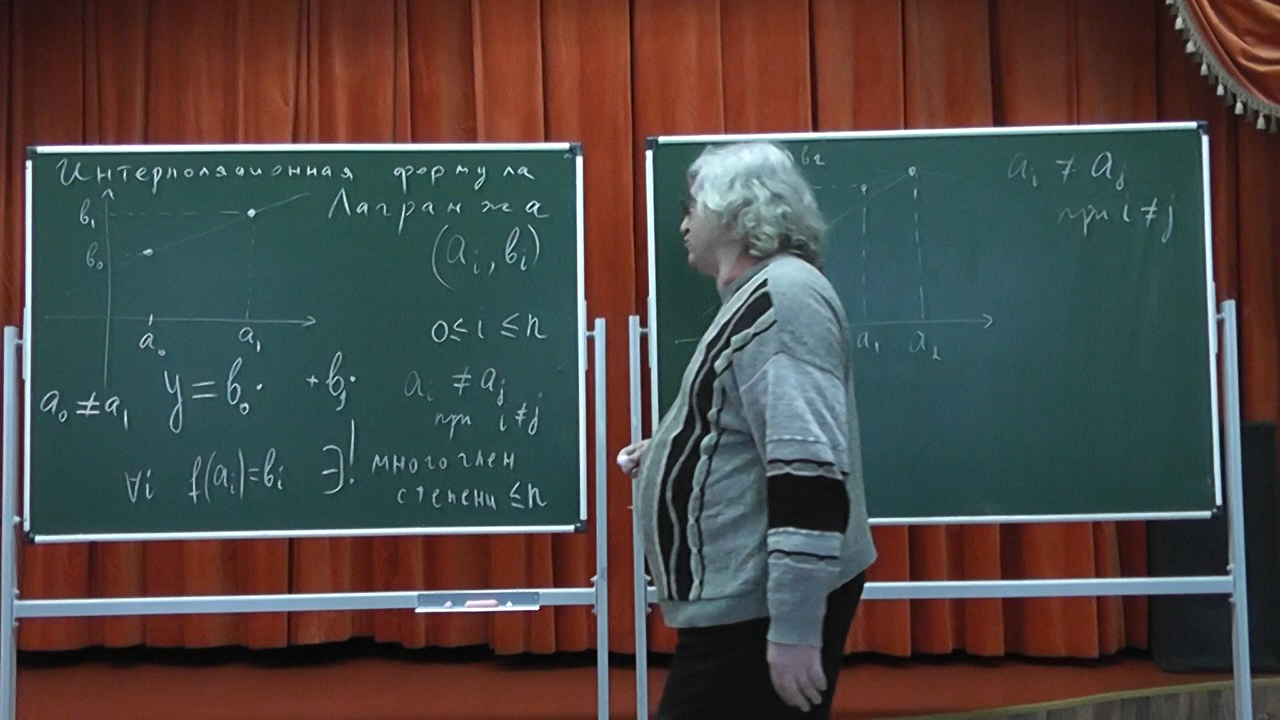 Интерполяционная формула
Лагранжа
b₁
b₀
a₀
a₁
(aᵢ, bᵢ)
0 ≤ i ≤ n
a₀ ≠ a₁
y = b₀· + b₁·
aᵢ ≠ aⱼ
при i ≠ j
∀i f(aᵢ)=bᵢ ∃! многочлен
степени ≤ n
b₂
a₁
a₂
aᵢ ≠ aⱼ
при i ≠ j